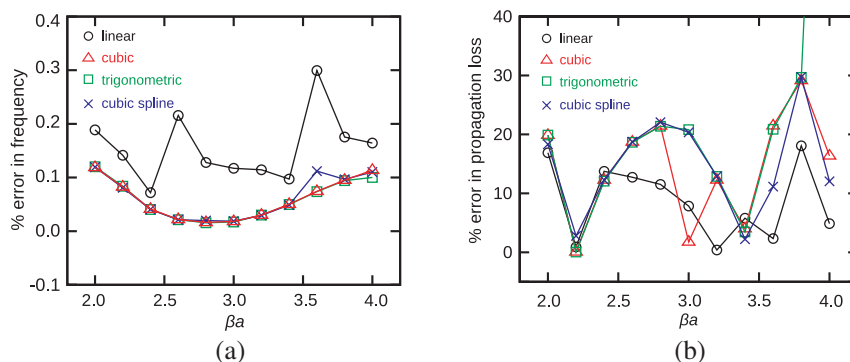 (a)
% error in frequency
0.4
0.3
0.2
0.1
0.0
-0.1
linear
cubic
trigonometric
cubic spline
2.0 2.5 3.0 3.5 4.0
βa
(a)
(b)
% error in propagation loss
40
30
20
10
0
linear
cubic
trigonometric
cubic spline
2.0 2.5 3.0 3.5 4.0
βa
(b)